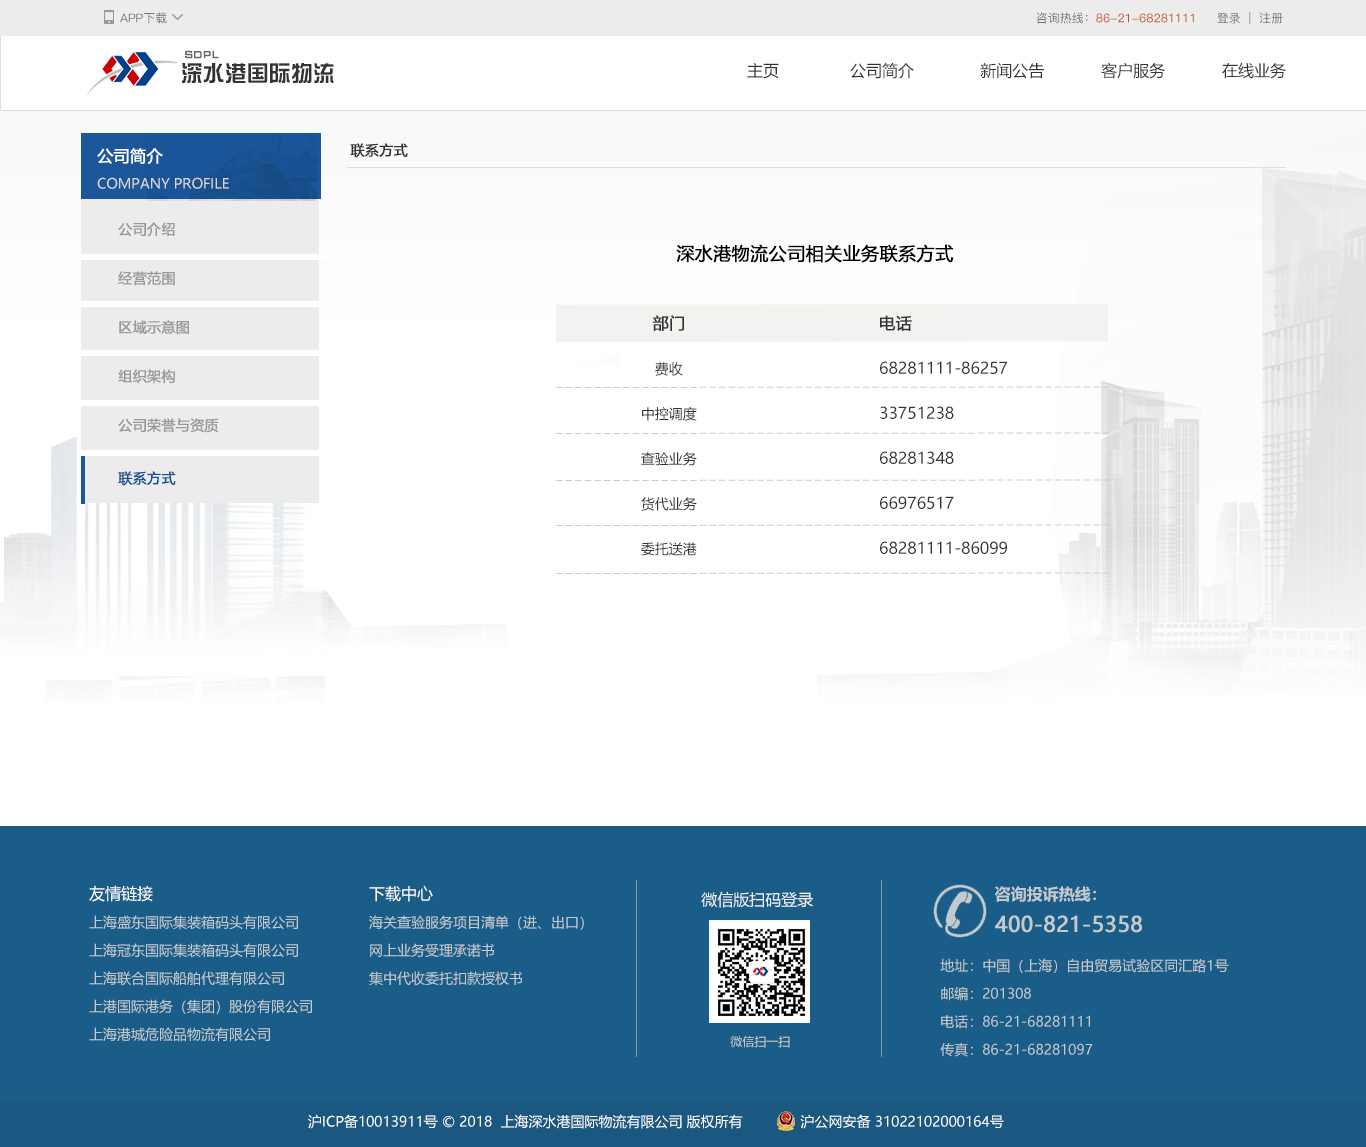 APP下载
咨询热线：86-21-68281111 登录 | 注册
SDPL
深水港国际物流
主页 公司简介 新闻公告 客户服务 在线业务
公司简介
COMPANY PROFILE
公司介绍
经营范围
区域示意图
组织架构
公司荣誉与资质
联系方式
联系方式
深水港物流公司相关业务联系方式
部门 电话
费收 68281111-86257
中控调度 33751238
查验业务 68281348
货代业务 66976517
委托送港 68281111-86099
友情链接
上海盛东国际集装箱码头有限公司
上海冠东国际集装箱码头有限公司
上海联合国际船舶代理有限公司
上港国际港务（集团）股份有限公司
上海港城危险品物流有限公司
下载中心
海关查验服务项目清单（进、出口）
网上业务受理承诺书
集中代收委托扣款授权书
微信版扫码登录
微信扫一扫
咨询投诉热线：
400-821-5358
地址：中国（上海）自由贸易试验区同汇路1号
邮编：201308
电话：86-21-68281111
传真：86-21-68281097
沪ICP备10013911号 © 2018 上海深水港国际物流有限公司 版权所有 沪公网安备 31022102000164号